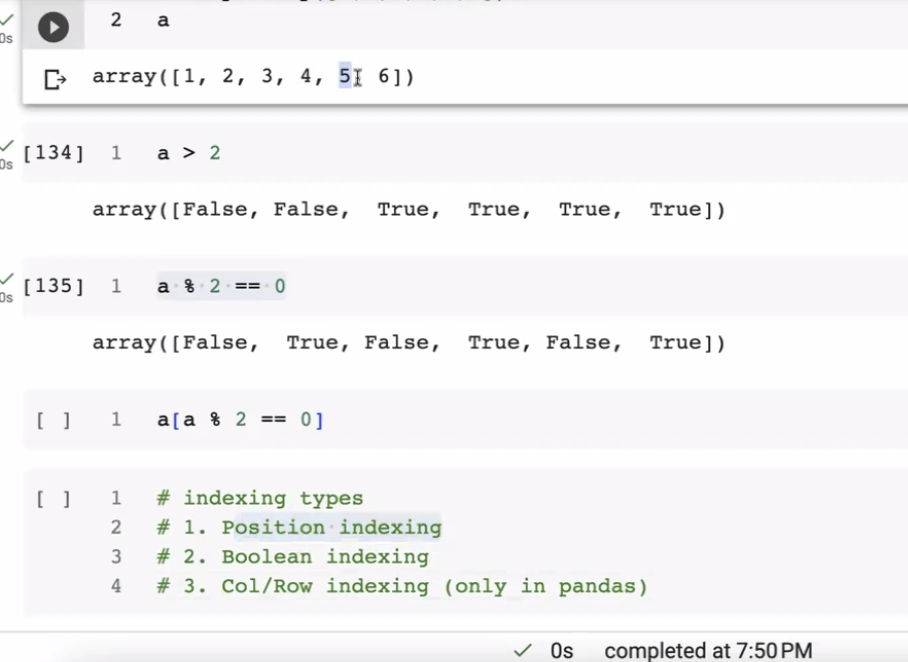 2 a
0s
array([1, 2, 3, 4, 5, 6])
[134] 1 a > 2
0s
array([False, False,  True,  True,  True,  True])
[135] 1 a % 2 == 0
0s
array([False,  True, False,  True, False,  True])
[ ] 1 a[a % 2 == 0]
[ ] 1 # indexing types
2 # 1. Position indexing
3 # 2. Boolean indexing
4 # 3. Col/Row indexing (only in pandas)
0s completed at 7:50 PM